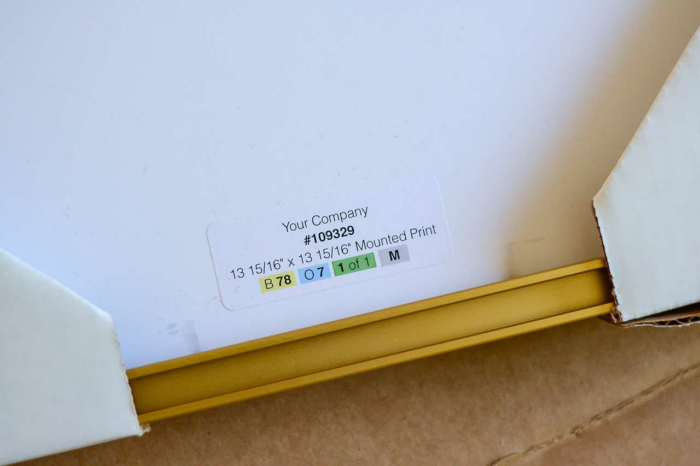 Your Company
#109329
13 15/16" x 13 15/16" Mounted Print
B 78 O 7 1 of 1 M